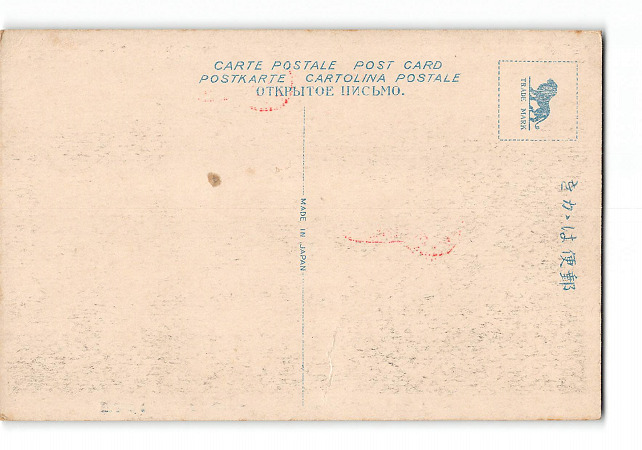 CARTE POSTALE POST CARD
POSTKARTE CARTOLINA POSTALE
ОТКРЫТОЕ ПИСЬМО.
TRADE MARK
MADE IN JAPAN
きかゝは便郵